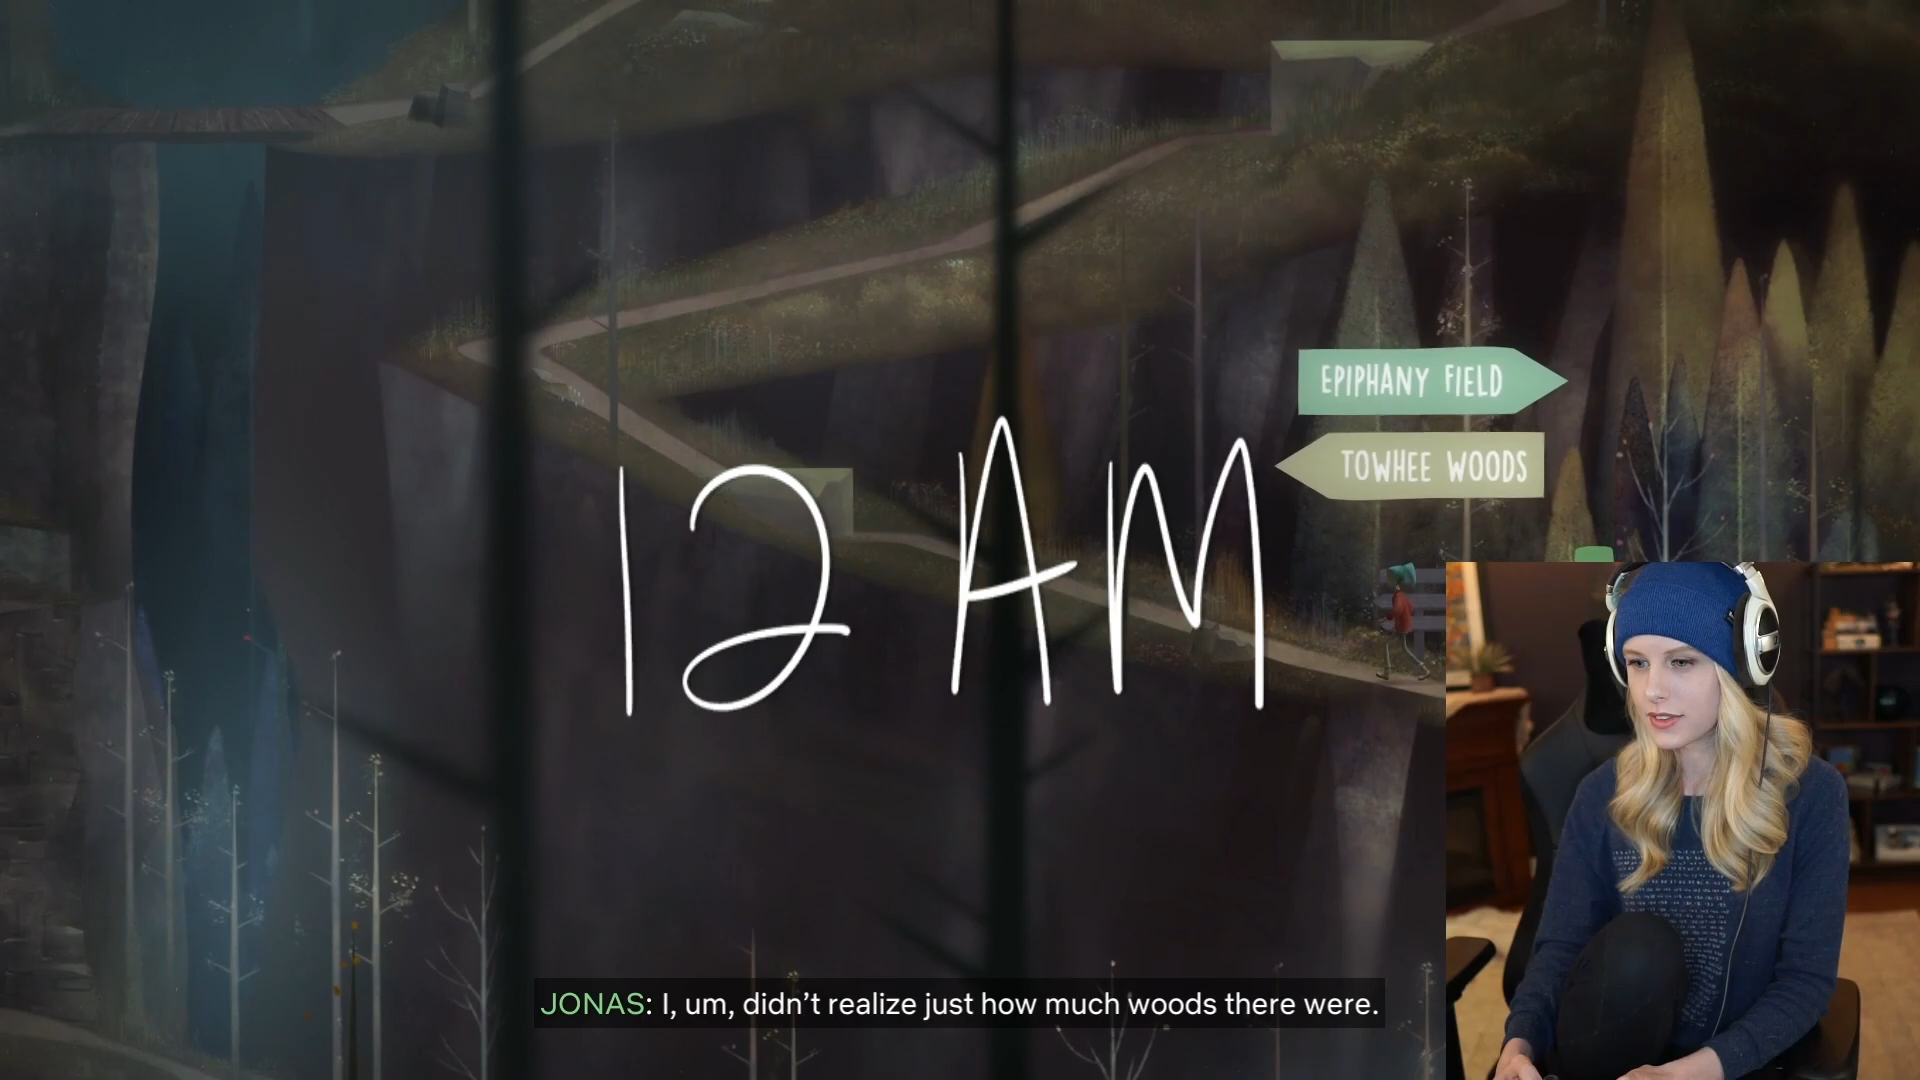 EPIPHANY FIELD
TOWHEE WOODS
12 AM
JONAS: I, um, didn't realize just how much woods there were.